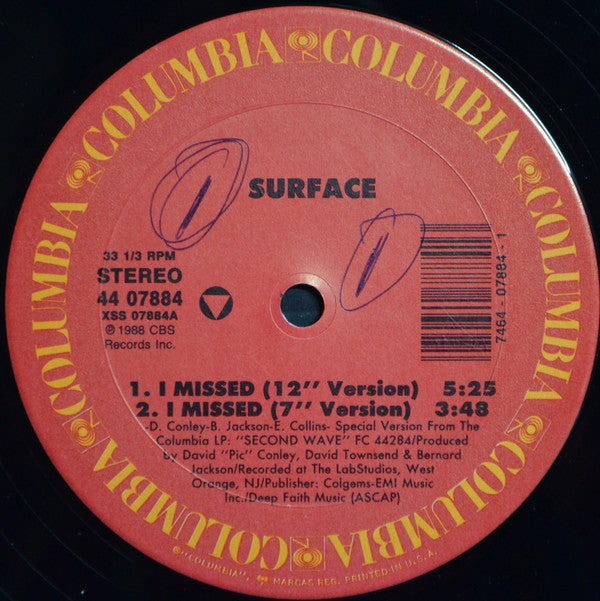 COLUMBIA COLUMBIA COLUMBIA COLUMBIA COLUMBIA COLUMBIA COLUMBIA
SURFACE
33 1/3 RPM
STEREO
44 07884
XSS 07884A
℗ 1988 CBS
Records Inc.
7464 - 07884 - 1
1. I MISSED (12'' Version) 5:25
2. I MISSED (7'' Version) 3:48
-D. Conley-B. Jackson-E. Collins- Special Version From The
Columbia LP: ''SECOND WAVE'' FC 44284/Produced
by David ''Pic'' Conley, David Townsend & Bernard
Jackson/Recorded at The LabStudios, West
Orange, NJ/Publisher: Colgems-EMI Music
Inc./Deep Faith Music (ASCAP)
®"COLUMBIA", MARCAS REG. PRINTED IN U.S.A.